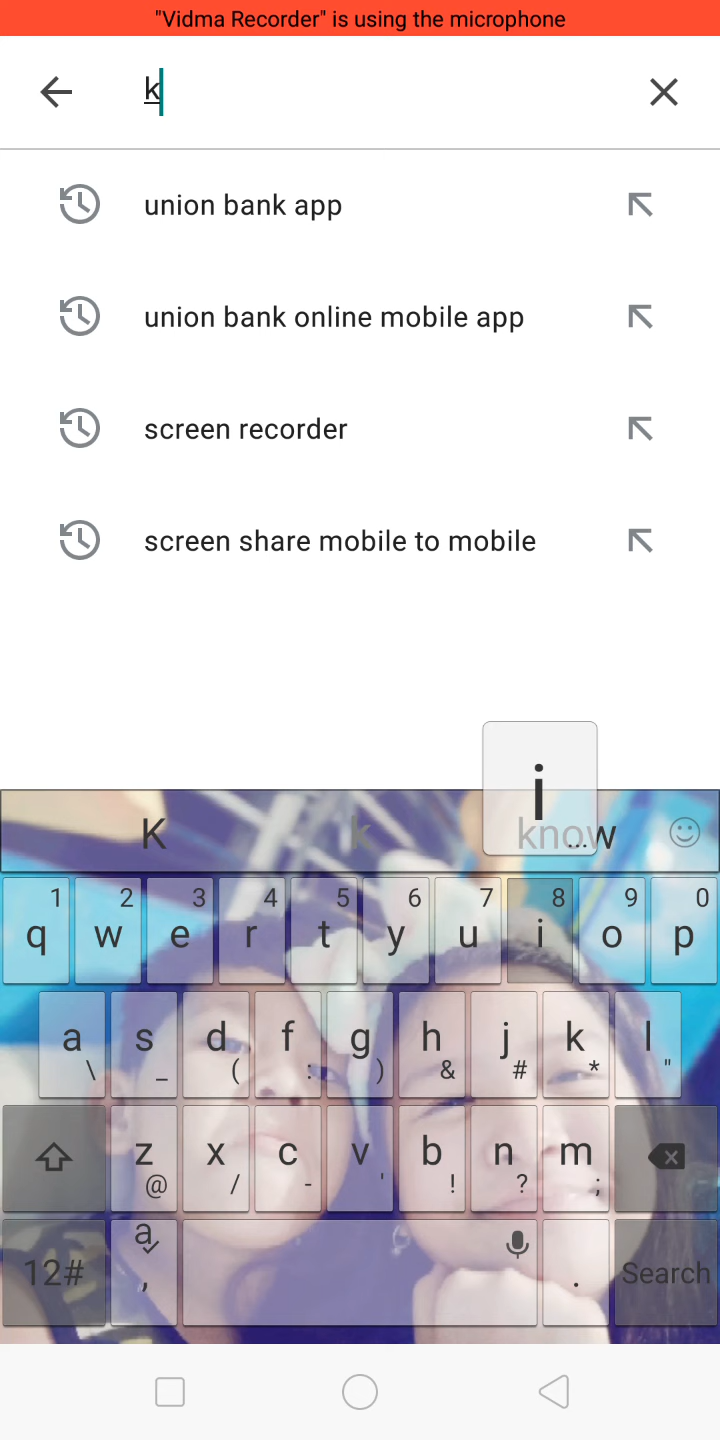 "Vidma Recorder" is using the microphone
k
union bank app
union bank online mobile app
screen recorder
screen share mobile to mobile
i
K k know ...w
1 2 3 4 5 6 7 8 9 0
q w e r t y u i o p
a s d f g h j k l
\ _ ( : ) & # * "
z x c v b n m
@ / - ' ! ? ;
12# a , . Search